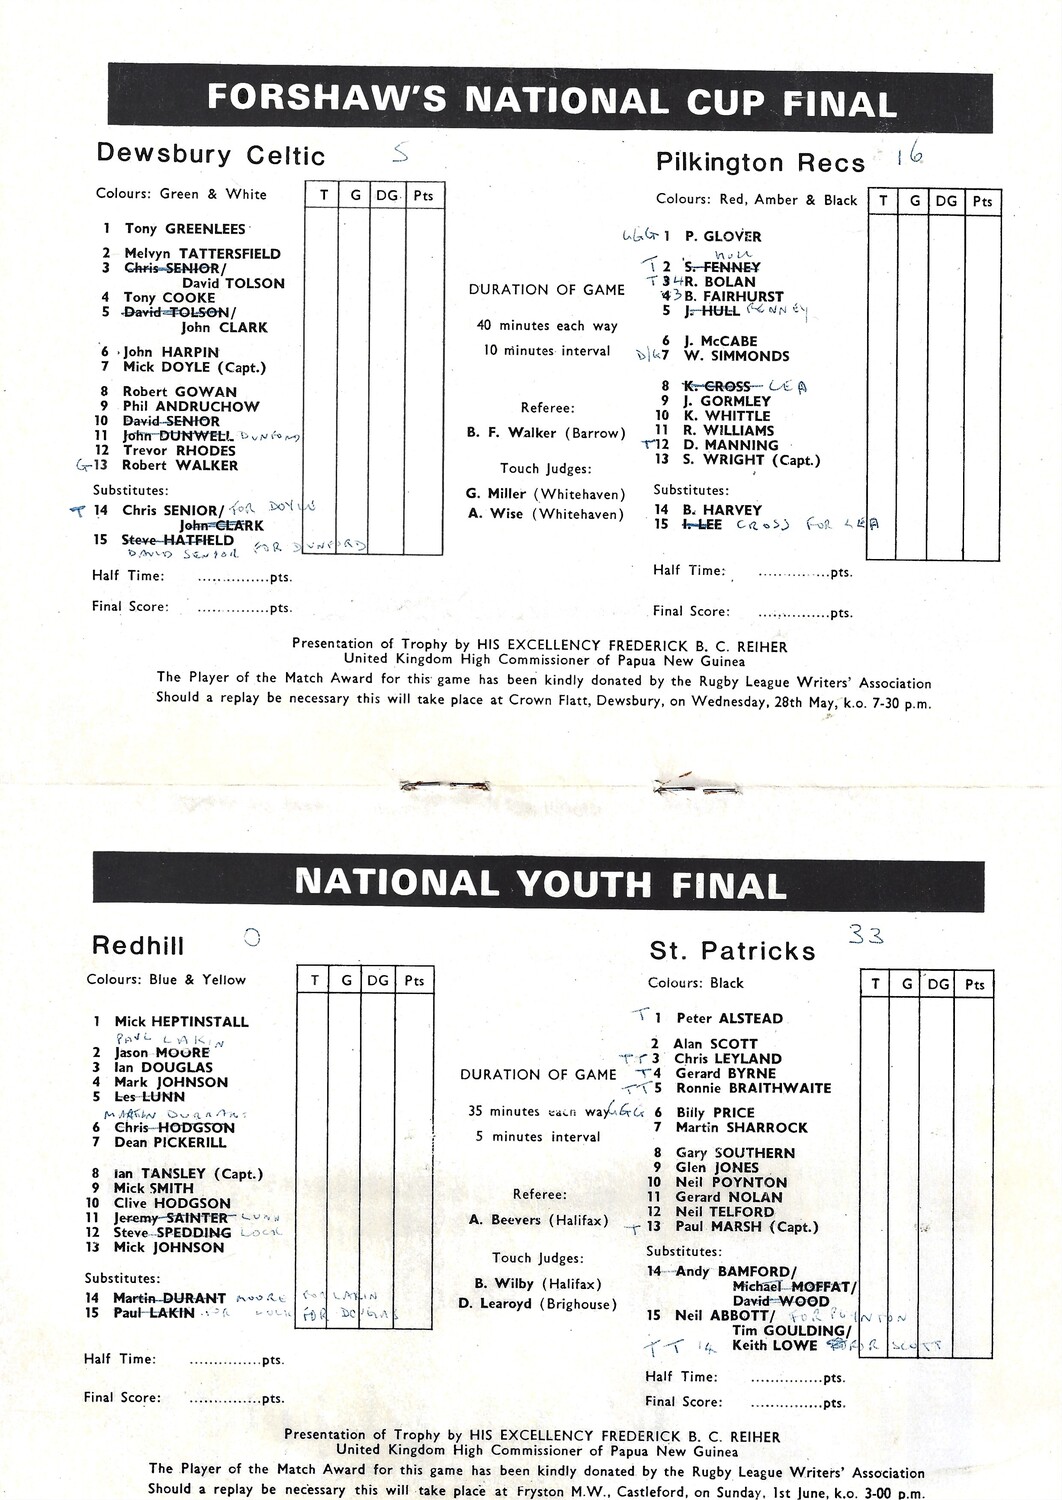 FORSHAW'S NATIONAL CUP FINAL
Dewsbury Celtic 5
Colours: Green & White
T G DG Pts
1 Tony GREENLEES
2 Melvyn TATTERSFIELD
3 Chris SENIOR/
David TOLSON
4 Tony COOKE
5 David TOLSON/
John CLARK
6 John HARPIN
7 Mick DOYLE (Capt.)
8 Robert GOWAN
9 Phil ANDRUCHOW
10 David SENIOR
11 John DUNWELL DUNFORD
12 Trevor RHODES
G 13 Robert WALKER
Substitutes:
T 14 Chris SENIOR/ FOR DOYLE
John CLARK
15 Steve HATFIELD
DAVID SENIOR FOR DUNFORD
Half Time: ...............pts.
Final Score: ...............pts.
DURATION OF GAME
40 minutes each way
10 minutes interval
Referee:
B. F. Walker (Barrow)
Touch Judges:
G. Miller (Whitehaven)
A. Wise (Whitehaven)
Pilkington Recs 16
Colours: Red, Amber & Black
T G DG Pts
GGG 1 P. GLOVER
HULL
T 2 S. FENNEY
T 3 4 R. BOLAN
4 3 B. FAIRHURST
5 J. HULL FENNEY
6 J. McCABE
D/G 7 W. SIMMONDS
8 K. CROSS LEA
9 J. GORMLEY
10 K. WHITTLE
11 R. WILLIAMS
T 12 D. MANNING
13 S. WRIGHT (Capt.)
Substitutes:
14 B. HARVEY
15 I. LEE CROSS FOR LEA
Half Time: ...............pts.
Final Score: ...............pts.
Presentation of Trophy by HIS EXCELLENCY FREDERICK B. C. REIHER
United Kingdom High Commissioner of Papua New Guinea
The Player of the Match Award for this game has been kindly donated by the Rugby League Writers' Association
Should a replay be necessary this will take place at Crown Flatt, Dewsbury, on Wednesday, 28th May, k.o. 7-30 p.m.
NATIONAL YOUTH FINAL
Redhill 0
Colours: Blue & Yellow
T G DG Pts
1 Mick HEPTINSTALL
PAUL LAKIN
2 Jason MOORE
3 Ian DOUGLAS
4 Mark JOHNSON
5 Les LUNN
MARTIN DURRANT
6 Chris HODGSON
7 Dean PICKERILL
8 Ian TANSLEY (Capt.)
9 Mick SMITH
10 Clive HODGSON
11 Jeremy SAINTER LUNN
12 Steve SPEDDING LOCK
13 Mick JOHNSON
Substitutes:
14 Martin DURANT MOORE FOR LAKIN
15 Paul LAKIN FOR DOUGLAS
Half Time: ...............pts.
Final Score: ...............pts.
DURATION OF GAME
35 minutes each way
5 minutes interval
Referee:
A. Beevers (Halifax)
Touch Judges:
B. Wilby (Halifax)
D. Learoyd (Brighouse)
St. Patricks 33
Colours: Black
T G DG Pts
T 1 Peter ALSTEAD
2 Alan SCOTT
TT 3 Chris LEYLAND
T 4 Gerard BYRNE
TT 5 Ronnie BRAITHWAITE
GGG 6 Billy PRICE
7 Martin SHARROCK
8 Gary SOUTHERN
9 Glen JONES
10 Neil POYNTON
11 Gerard NOLAN
12 Neil TELFORD
T 13 Paul MARSH (Capt.)
Substitutes:
14 Andy BAMFORD/
Michael MOFFAT/
David WOOD
15 Neil ABBOTT/ FOR POYNTON
Tim GOULDING/
TT 14 Keith LOWE FOR SCOTT
Half Time: ...............pts.
Final Score: ...............pts.
Presentation of Trophy by HIS EXCELLENCY FREDERICK B. C. REIHER
United Kingdom High Commissioner of Papua New Guinea
The Player of the Match Award for this game has been kindly donated by the Rugby League Writers' Association
Should a replay be necessary this will take place at Fryston M.W., Castleford, on Sunday, 1st June, k.o. 3-00 p.m.